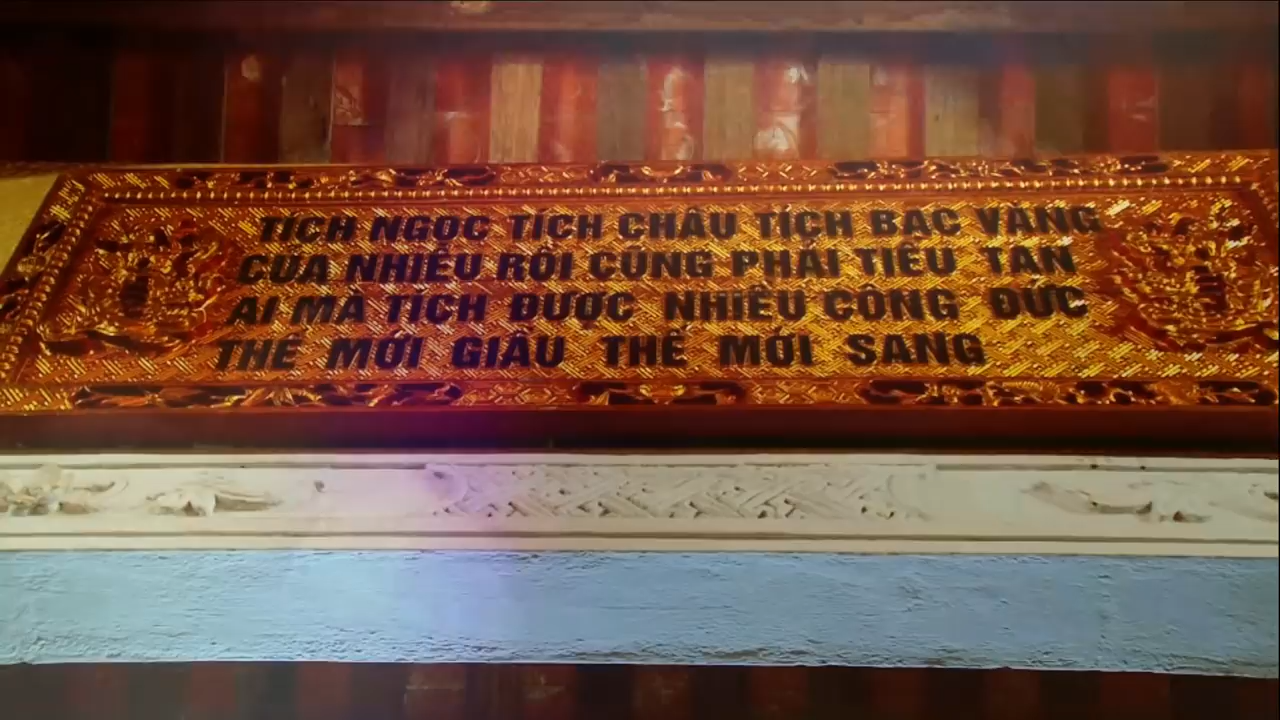 TÍCH NGỌC TÍCH CHÂU TÍCH BẠC VÀNG
CỦA NHIỀU RỒI CŨNG PHẢI TIÊU TAN
AI MÀ TÍCH ĐƯỢC NHIỀU CÔNG ĐỨC
THẾ MỚI GIÀU THẾ MỚI SANG